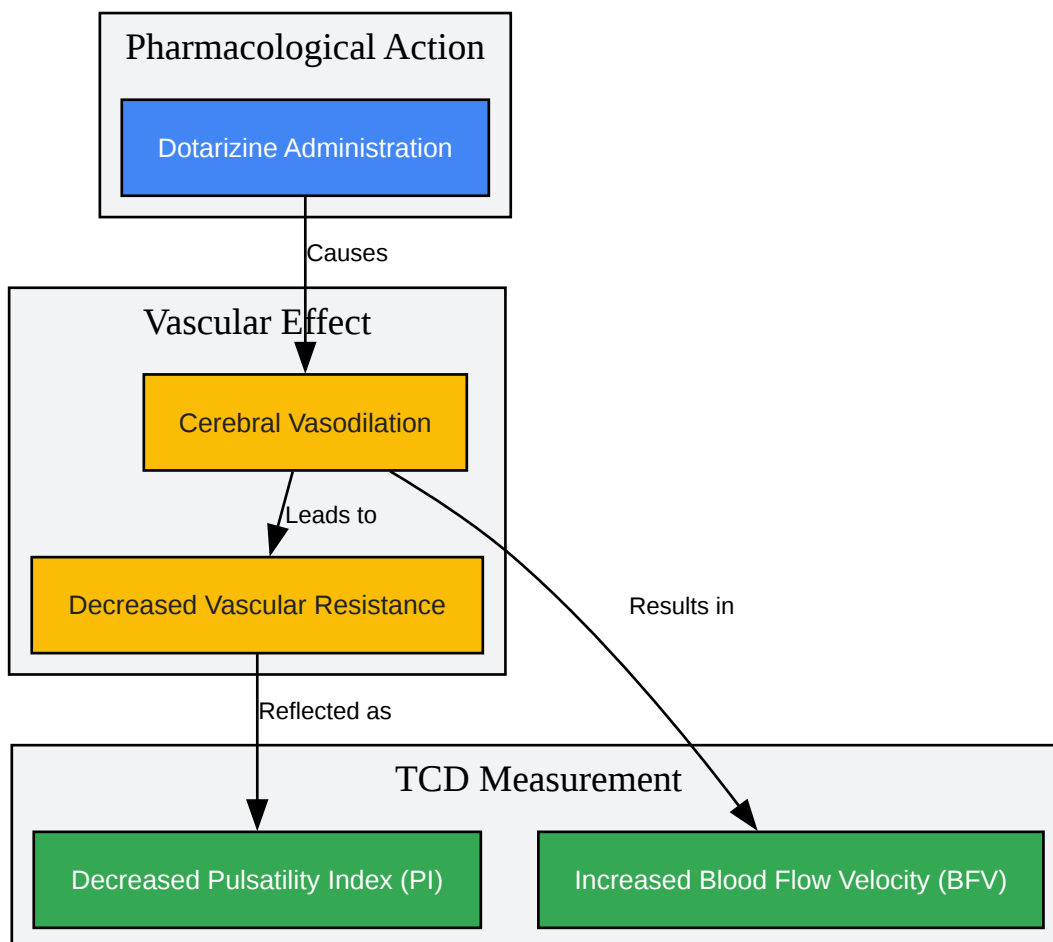 Pharmacological Action
Dotarizine Administration
Causes
Vascular Effect
Cerebral Vasodilation
Leads to
Decreased Vascular Resistance
Results in
Reflected as
TCD Measurement
Decreased Pulsatility Index (PI)
Increased Blood Flow Velocity (BFV)